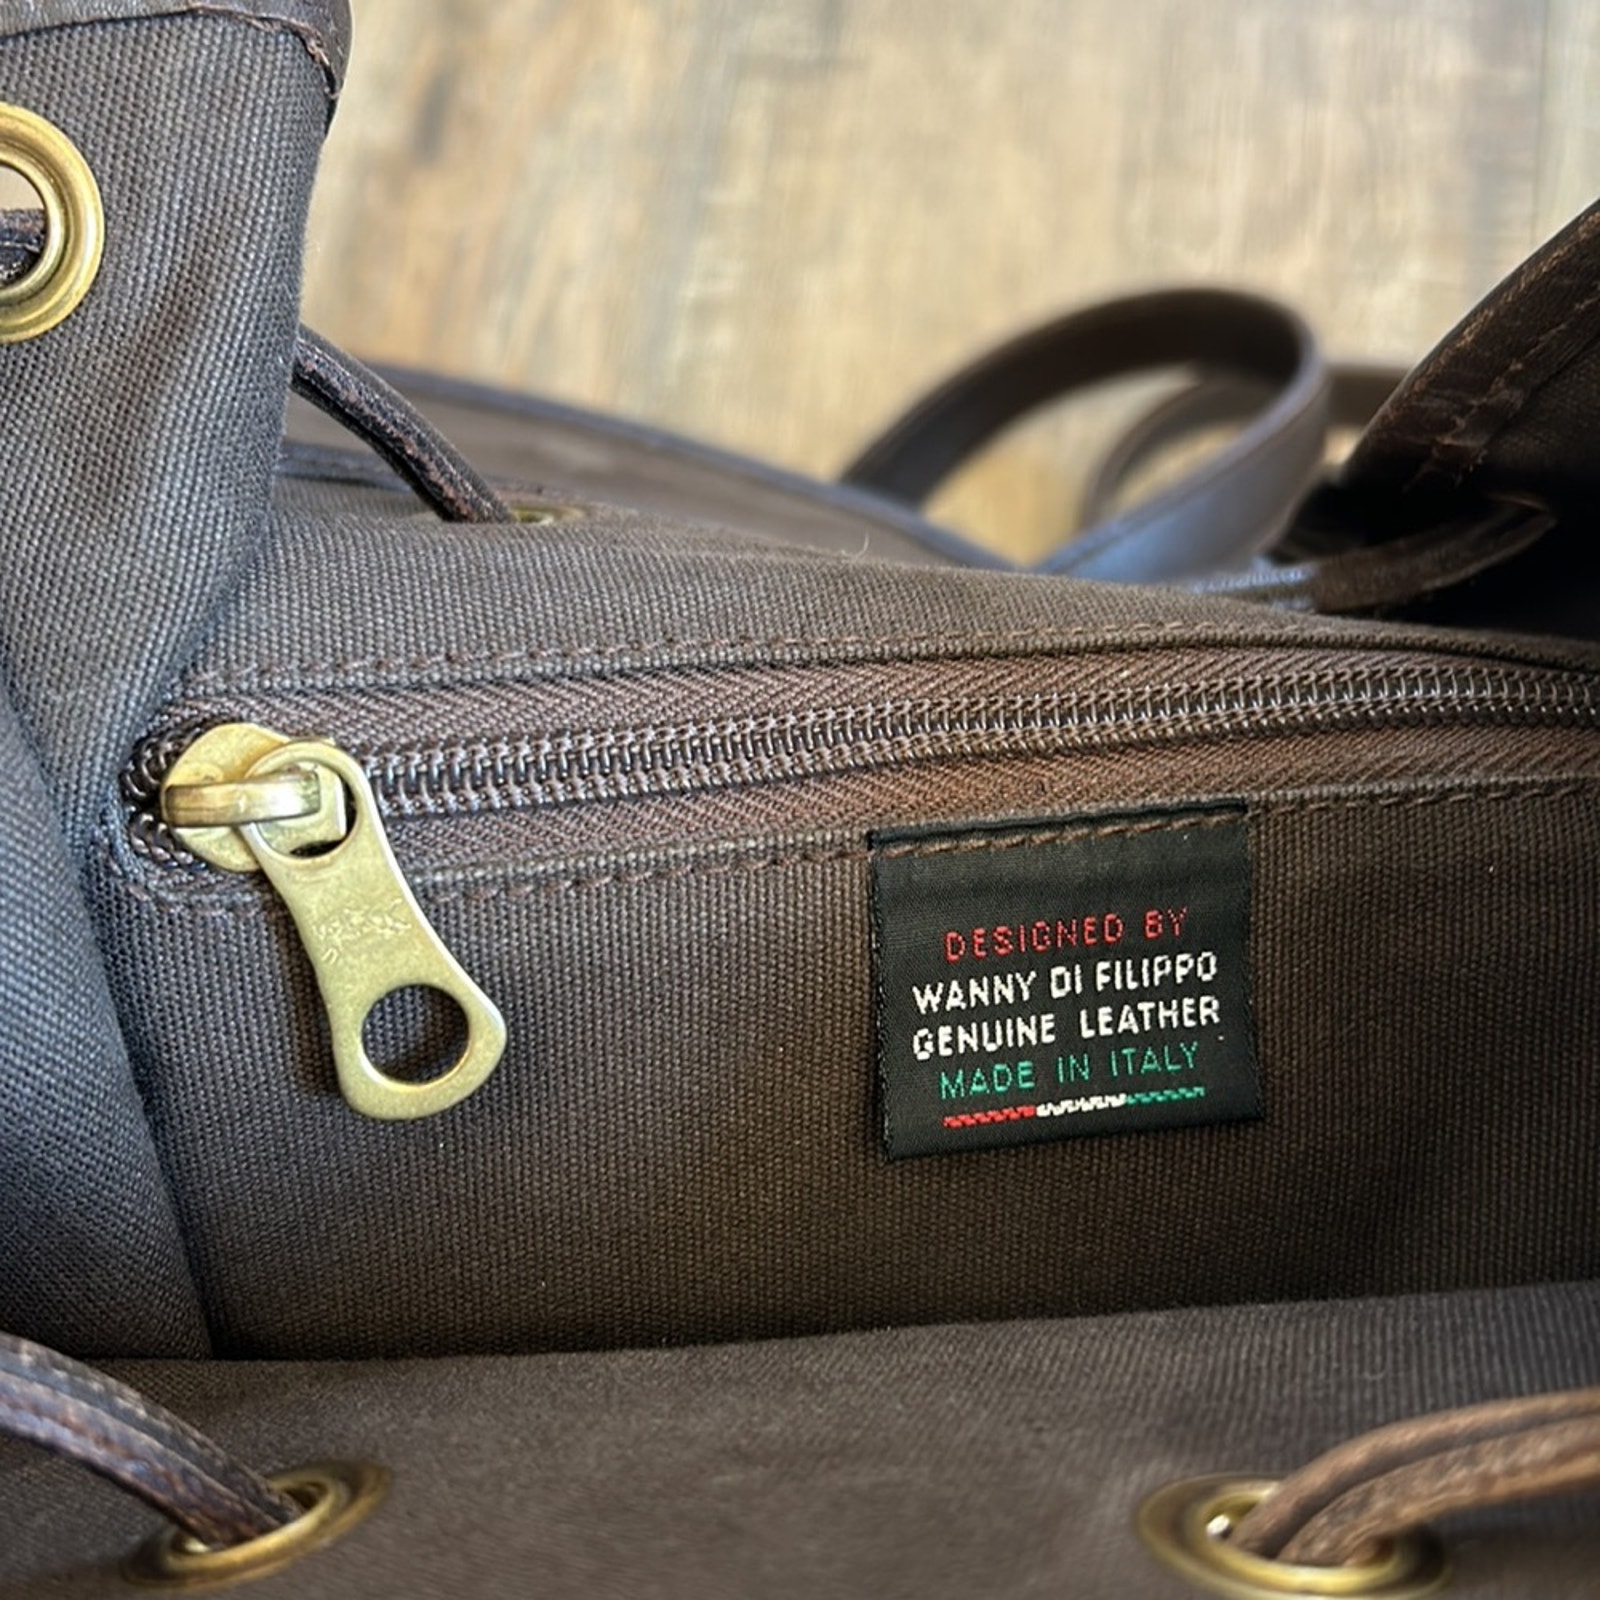 DESIGNED BY
WANNY DI FILIPPO
GENUINE LEATHER
MADE IN ITALY